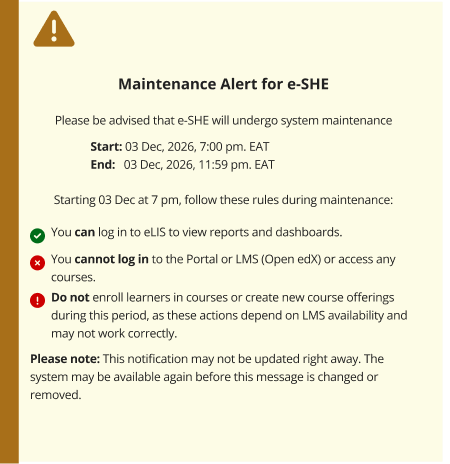 Maintenance Alert for e-SHE
Please be advised that e-SHE will undergo system maintenance
Start: 03 Dec, 2026, 7:00 pm. EAT
End: 03 Dec, 2026, 11:59 pm. EAT
Starting 03 Dec at 7 pm, follow these rules during maintenance:
You can log in to eLIS to view reports and dashboards.
You cannot log in to the Portal or LMS (Open edX) or access any
courses.
Do not enroll learners in courses or create new course offerings
during this period, as these actions depend on LMS availability and
may not work correctly.
Please note: This notification may not be updated right away. The
system may be available again before this message is changed or
removed.